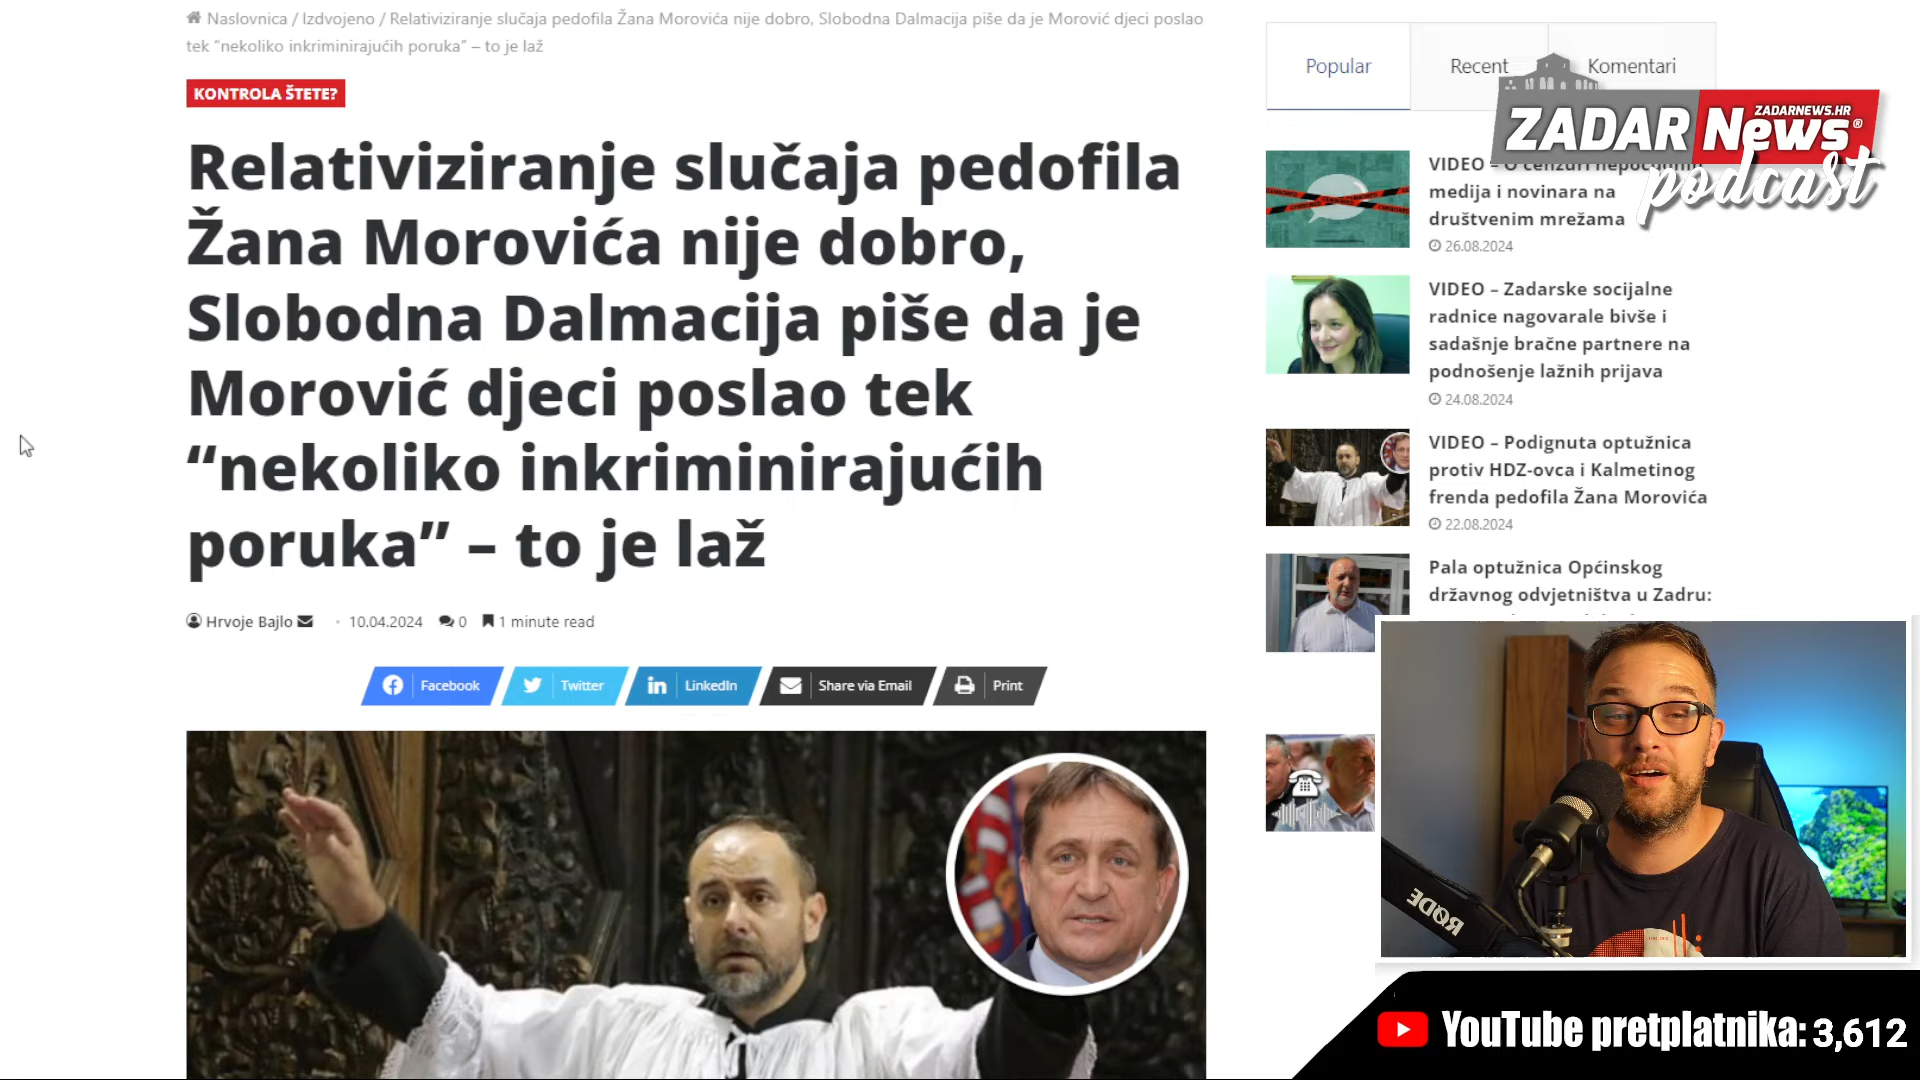 Naslovnica / Izdvojeno / Relativiziranje slučaja pedofila Žana Morovića nije dobro, Slobodna Dalmacija piše da je Morović djeci poslao
tek “nekoliko inkriminirajućih poruka” – to je laž
KONTROLA ŠTETE?
Relativiziranje slučaja pedofila
Žana Morovića nije dobro,
Slobodna Dalmacija piše da je
Morović djeci poslao tek
“nekoliko inkriminirajućih
poruka” – to je laž
Hrvoje Bajlo
10.04.2024
0
1 minute read
Facebook
Twitter
LinkedIn
Share via Email
Print
Popular
Recent
Komentari
ZADARNEWS.HR
ZADAR News®
podcast
VIDEO – O cenzuri nepoćudnih
medija i novinara na
društvenim mrežama
26.08.2024
VIDEO – Zadarske socijalne
radnice nagovarale bivše i
sadašnje bračne partnere na
podnošenje lažnih prijava
24.08.2024
VIDEO – Podignuta optužnica
protiv HDZ-ovca i Kalmetinog
frenda pedofila Žana Morovića
22.08.2024
Pala optužnica Općinskog
državnog odvjetništva u Zadru:
RØDE
YouTube pretplatnika: 3,612